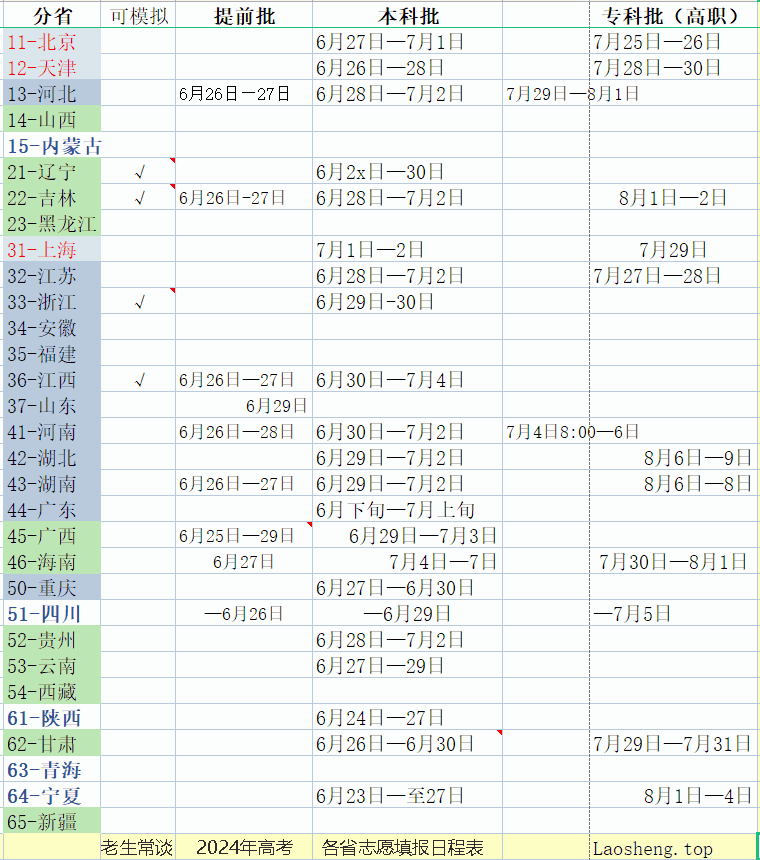 分省 可模拟 提前批 本科批 专科批（高职）
11-北京 6月27日—7月1日 7月25日—26日
12-天津 6月26日—28日 7月28日—30日
13-河北 6月26日—27日 6月28日—7月2日 7月29日—8月1日
14-山西
15-内蒙古
21-辽宁 √ 6月2x日—30日
22-吉林 √ 6月26日-27日 6月28日—7月2日 8月1日—2日
23-黑龙江
31-上海 7月1日—2日 7月29日
32-江苏 6月28日—7月2日 7月27日—28日
33-浙江 √ 6月29日-30日
34-安徽
35-福建
36-江西 √ 6月26日—27日 6月30日—7月4日
37-山东 6月29日
41-河南 6月26日—28日 6月30日—7月2日 7月4日8:00—6日
42-湖北 6月29日—7月2日 8月6日—9日
43-湖南 6月26日—27日 6月29日—7月2日 8月6日—8日
44-广东 6月下旬—7月上旬
45-广西 6月25日—29日 6月29日—7月3日
46-海南 6月27日 7月4日—7日 7月30日—8月1日
50-重庆 6月27日—6月30日
51-四川 —6月26日 —6月29日 —7月5日
52-贵州 6月28日—7月2日
53-云南 6月27日—29日
54-西藏
61-陕西 6月24日—27日
62-甘肃 6月26日—6月30日 7月29日—7月31日
63-青海
64-宁夏 6月23日—至27日 8月1日—4日
65-新疆
老生常谈 2024年高考 各省志愿填报日程表 Laosheng.top